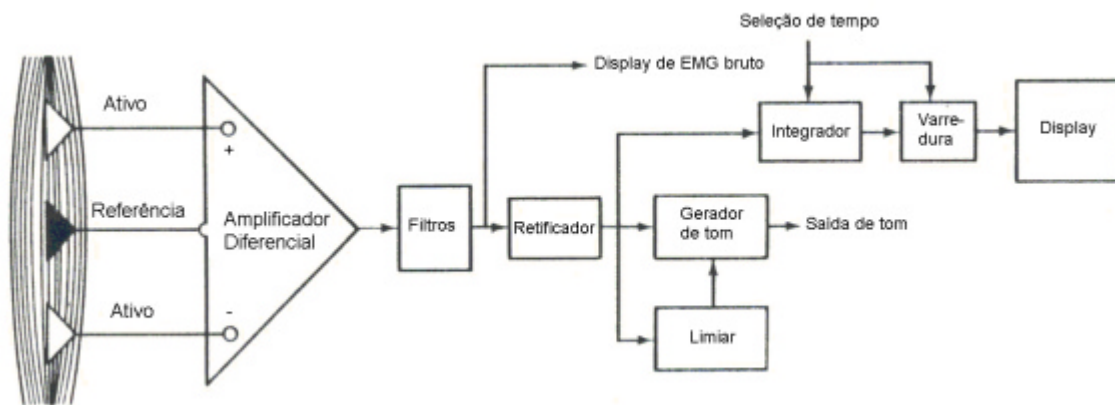 Seleção de tempo
Display de EMG bruto
Ativo
+
Integrador
Varre-
dura
Display
Referência
Amplificador
Diferencial
Filtros
Retificador
Gerador
de tom
Saída de tom
Ativo
-
Limiar